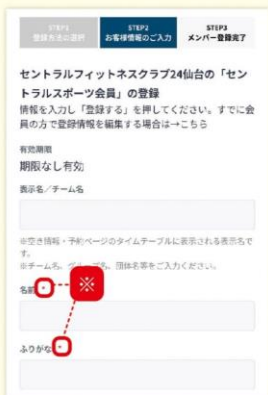 STEP1
登録方法の選択
STEP2
お客様情報のご入力
STEP3
メンバー登録完了
セントラルフィットネスクラブ24仙台の「セン
トラルスポーツ会員」の登録
情報を入力し「登録する」を押してください。すでに会
員の方で登録情報を編集する場合は→こちら
有効期限
期限なし有効
表示名／チーム名
※空き情報・予約ページのタイムテーブルに表示される表示名で
す。
※チーム名、グループ名、団体名等をご入力ください。
名前
※
ふりがな